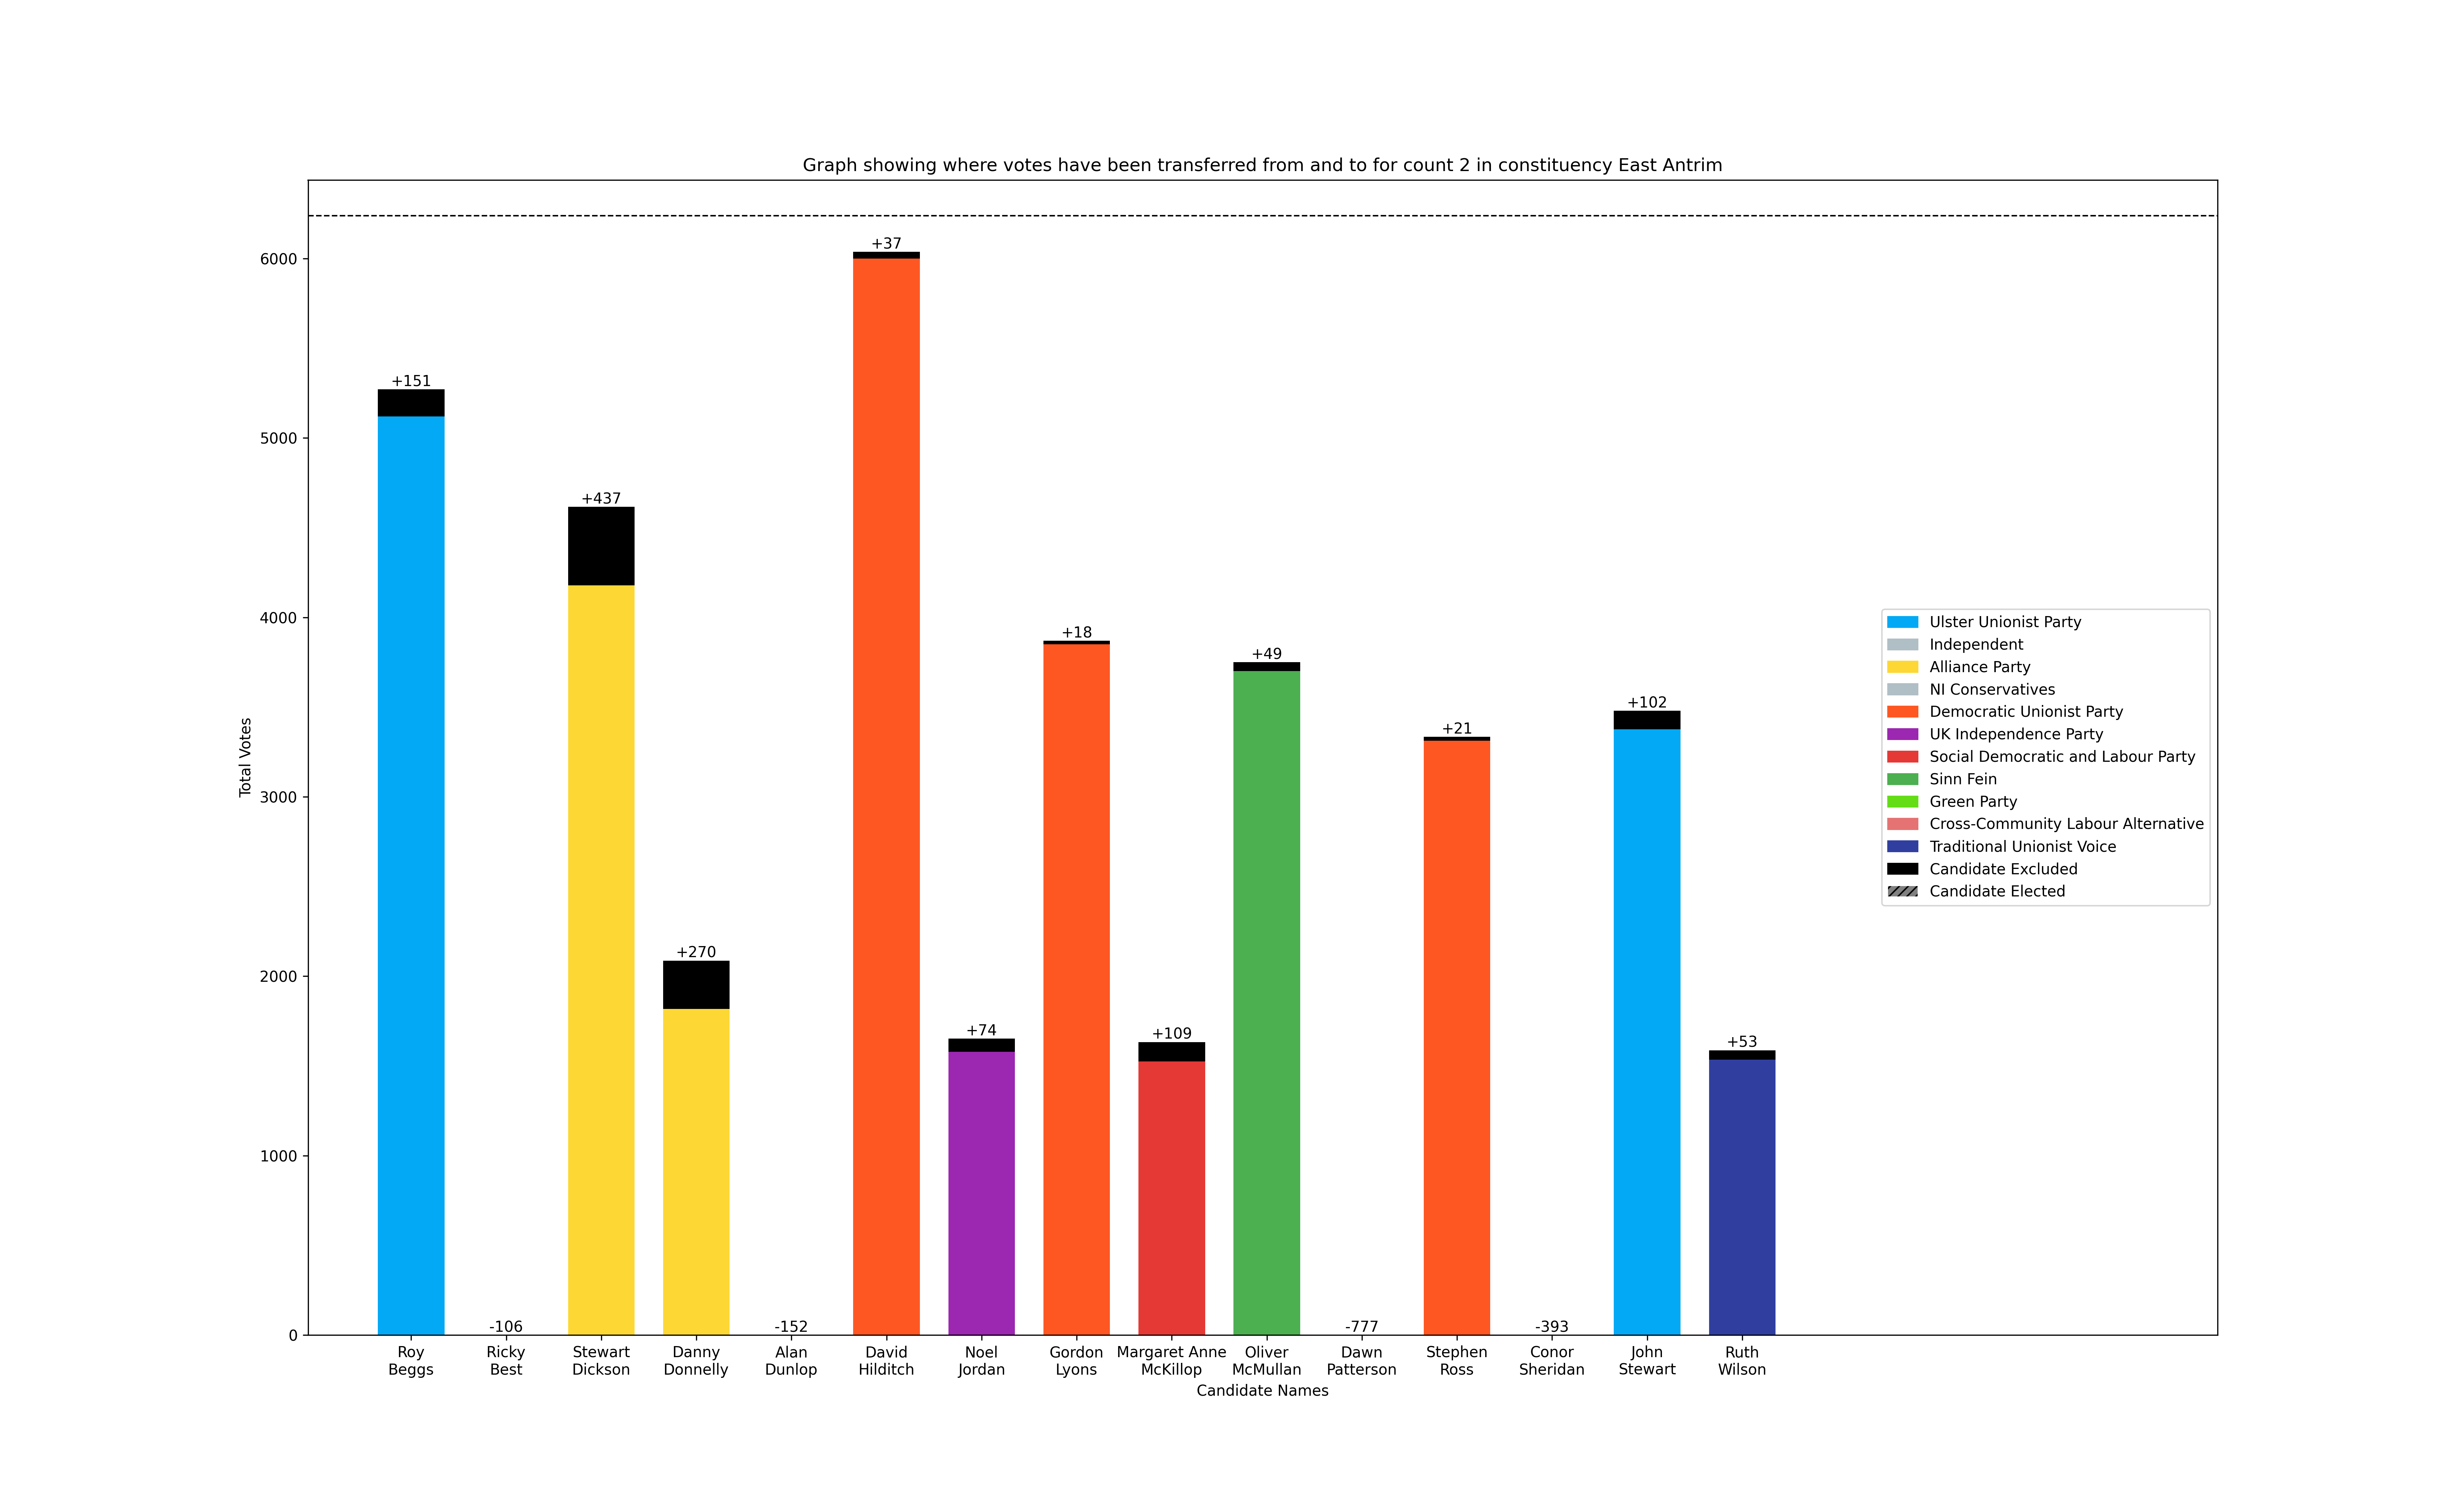 Graph showing where votes have been transferred from and to for count 2 in constituency East Antrim
Total Votes
6000
5000
4000
3000
2000
1000
0
+151
-106
+437
+270
-152
+37
+74
+18
+109
+49
-777
+21
-393
+102
+53
Roy
Beggs
Ricky
Best
Stewart
Dickson
Danny
Donnelly
Alan
Dunlop
David
Hilditch
Noel
Jordan
Gordon
Lyons
Margaret Anne
McKillop
Oliver
McMullan
Dawn
Patterson
Stephen
Ross
Conor
Sheridan
John
Stewart
Ruth
Wilson
Candidate Names
Ulster Unionist Party
Independent
Alliance Party
NI Conservatives
Democratic Unionist Party
UK Independence Party
Social Democratic and Labour Party
Sinn Fein
Green Party
Cross-Community Labour Alternative
Traditional Unionist Voice
Candidate Excluded
Candidate Elected